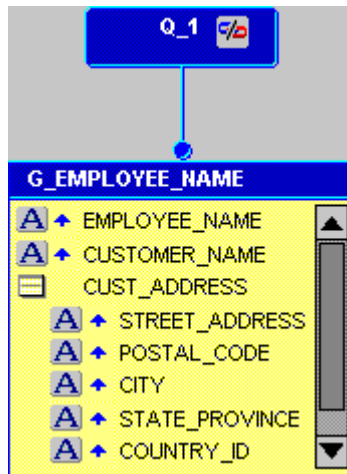 Q_1
G_EMPLOYEE_NAME
A EMPLOYEE_NAME
A CUSTOMER_NAME
CUST_ADDRESS
A STREET_ADDRESS
A POSTAL_CODE
A CITY
A STATE_PROVINCE
A COUNTRY_ID